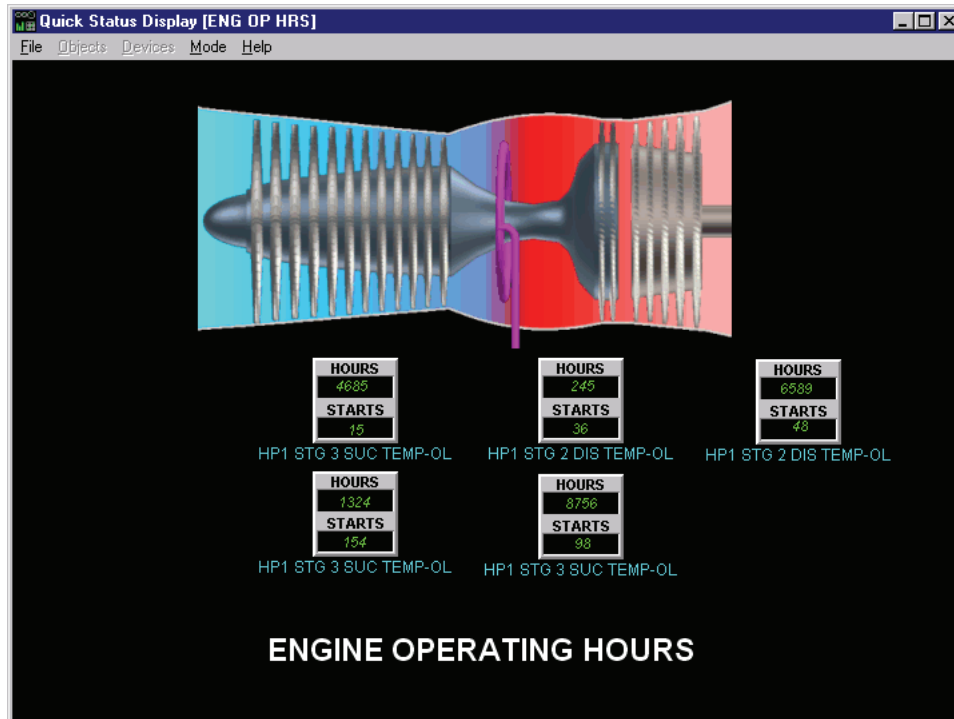 Quick Status Display [ENG OP HRS]
File Objects Devices Mode Help
HOURS
4685
STARTS
15
HP1 STG 3 SUC TEMP-OL
HOURS
245
STARTS
36
HP1 STG 2 DIS TEMP-OL
HOURS
6589
STARTS
48
HP1 STG 2 DIS TEMP-OL
HOURS
1324
STARTS
154
HP1 STG 3 SUC TEMP-OL
HOURS
8756
STARTS
98
HP1 STG 3 SUC TEMP-OL
ENGINE OPERATING HOURS